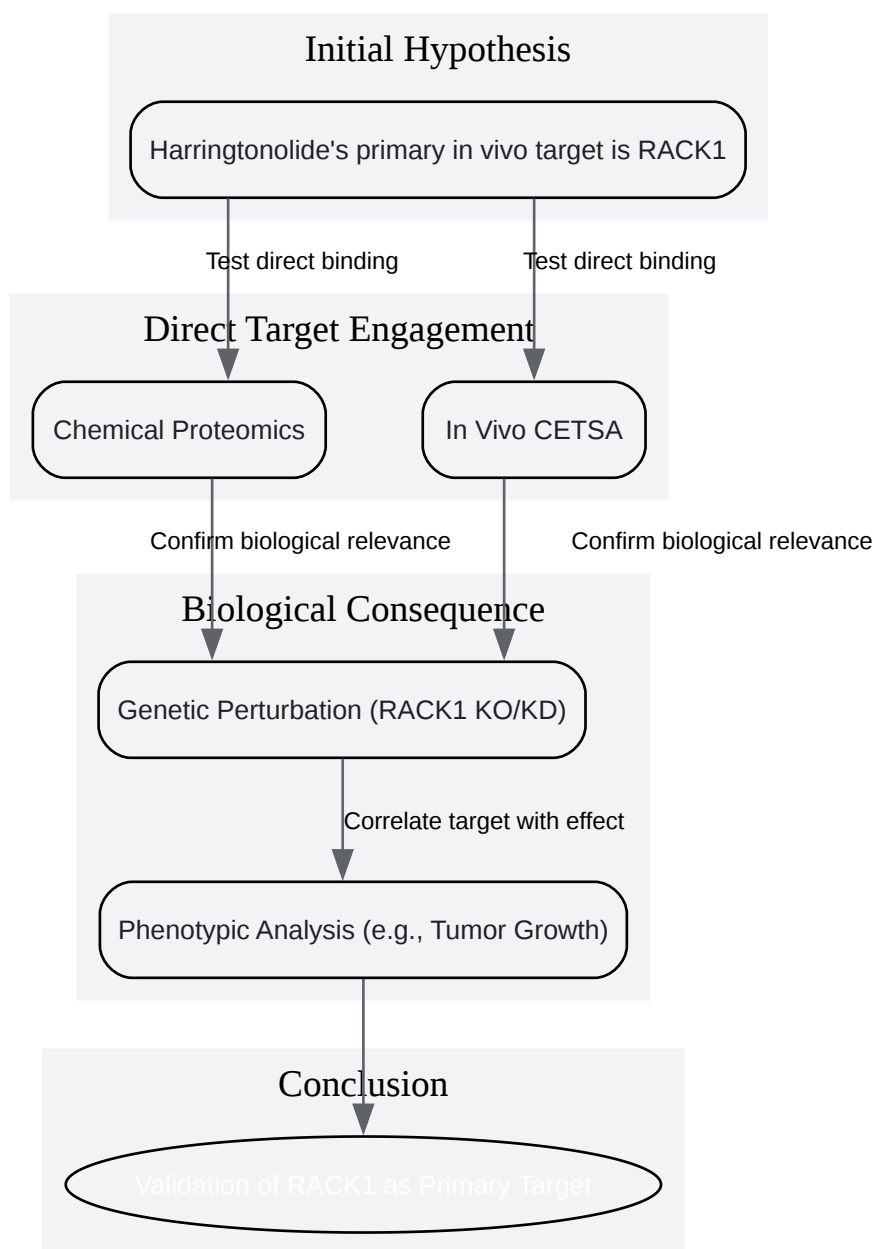 Initial Hypothesis
Harringtonolide's primary in vivo target is RACK1
Test direct binding
Test direct binding
Direct Target Engagement
Chemical Proteomics
In Vivo CETSA
Confirm biological relevance
Confirm biological relevance
Biological Consequence
Genetic Perturbation (RACK1 KO/KD)
Correlate target with effect
Phenotypic Analysis (e.g., Tumor Growth)
Conclusion
Validation of RACK1 as Primary Target